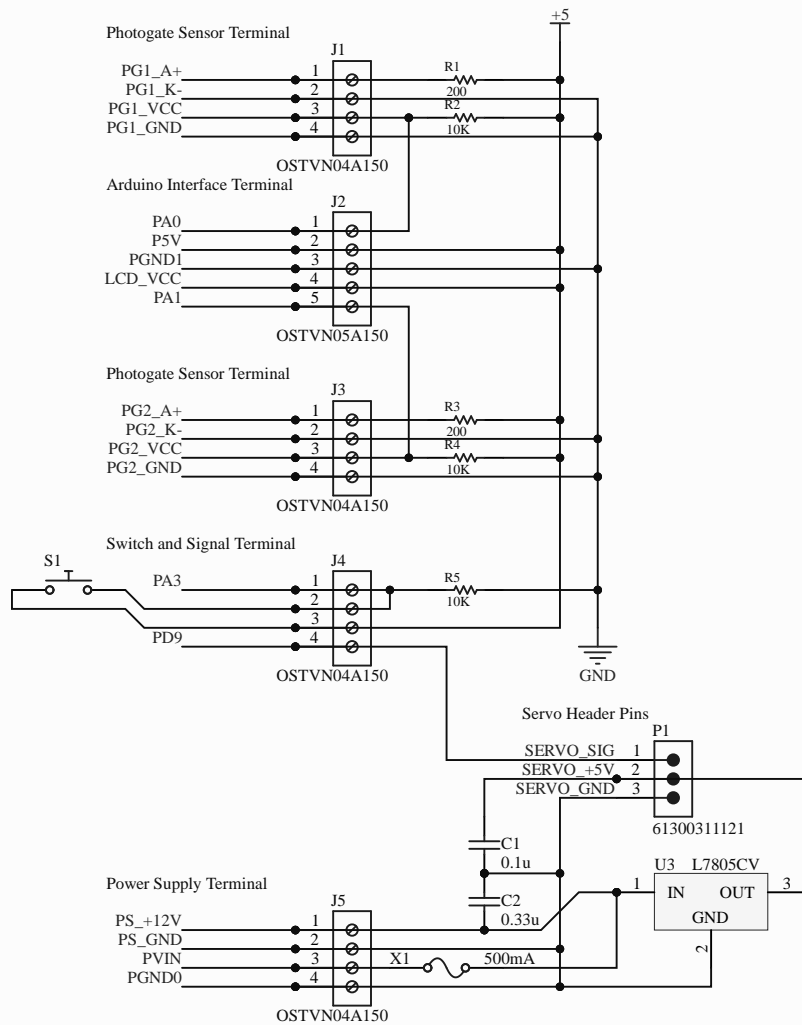 +5
Photogate Sensor Terminal
J1
PG1_A+ 1 R1
PG1_K- 2 200
PG1_VCC 3 R2
PG1_GND 4 10K
OSTVN04A150
Arduino Interface Terminal
J2
PA0 1
P5V 2
PGND1 3
LCD_VCC 4
PA1 5
OSTVN05A150
Photogate Sensor Terminal
J3
PG2_A+ 1 R3
PG2_K- 2 200
PG2_VCC 3 R4
PG2_GND 4 10K
OSTVN04A150
Switch and Signal Terminal
S1 J4
PA3 1 R5
2 10K
3
PD9 4
OSTVN04A150
GND
Servo Header Pins
P1
SERVO_SIG 1
SERVO_+5V 2
SERVO_GND 3
61300311121
C1
0.1u
U3 L7805CV
Power Supply Terminal
1 IN OUT 3
J5 C2
GND
PS_+12V 1 0.33u
PS_GND 2 2
PVIN 3 X1 500mA
PGND0 4
OSTVN04A150